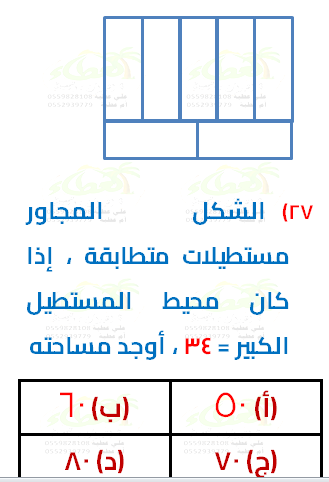 ٢٧) الشكل المجاور
مستطيلات متطابقة ، إذا
كان محيط المستطيل
الكبير = ٣٤ ، أوجد مساحته
(أ) ٥٠ (ب) ٦٠
(ج) ٧٠ (د) ٨٠